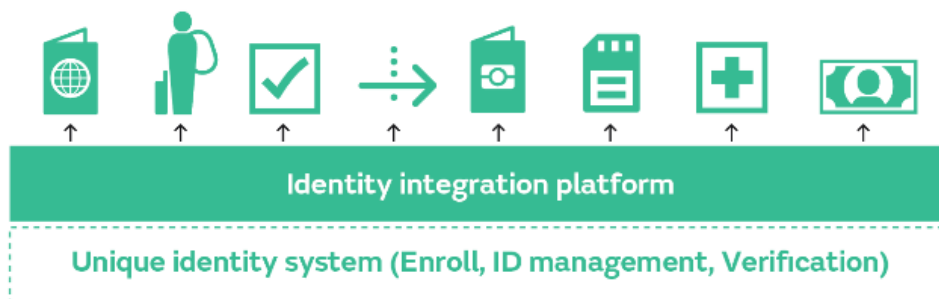 Identity integration platform
Unique identity system (Enroll, ID management, Verification)